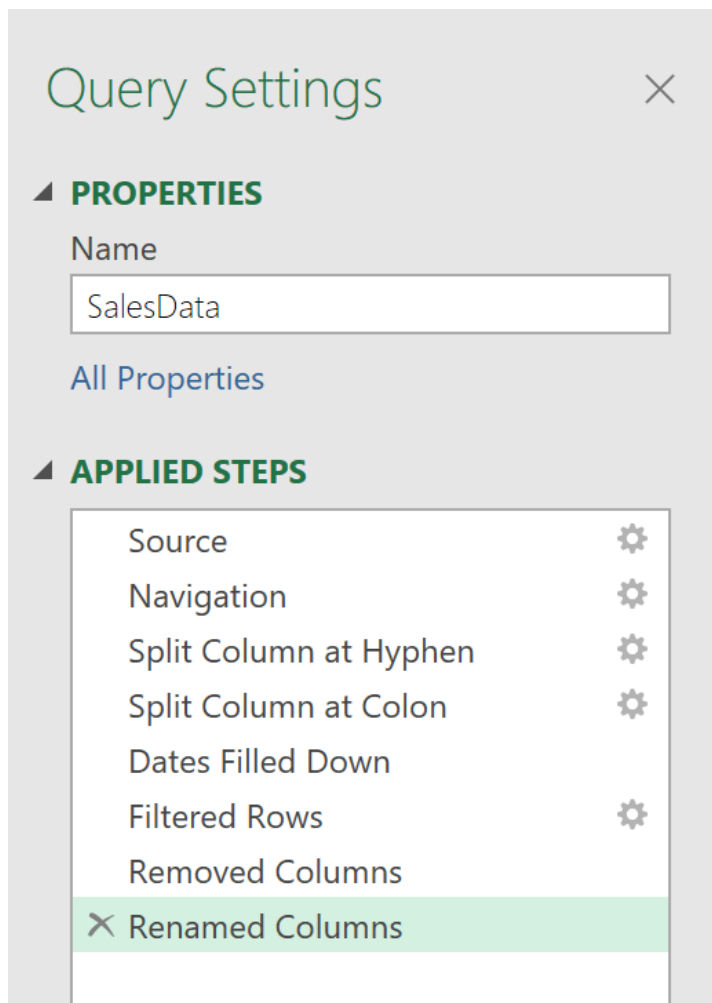 Query Settings
PROPERTIES
Name
SalesData
All Properties
APPLIED STEPS
Source
Navigation
Split Column at Hyphen
Split Column at Colon
Dates Filled Down
Filtered Rows
Removed Columns
Renamed Columns